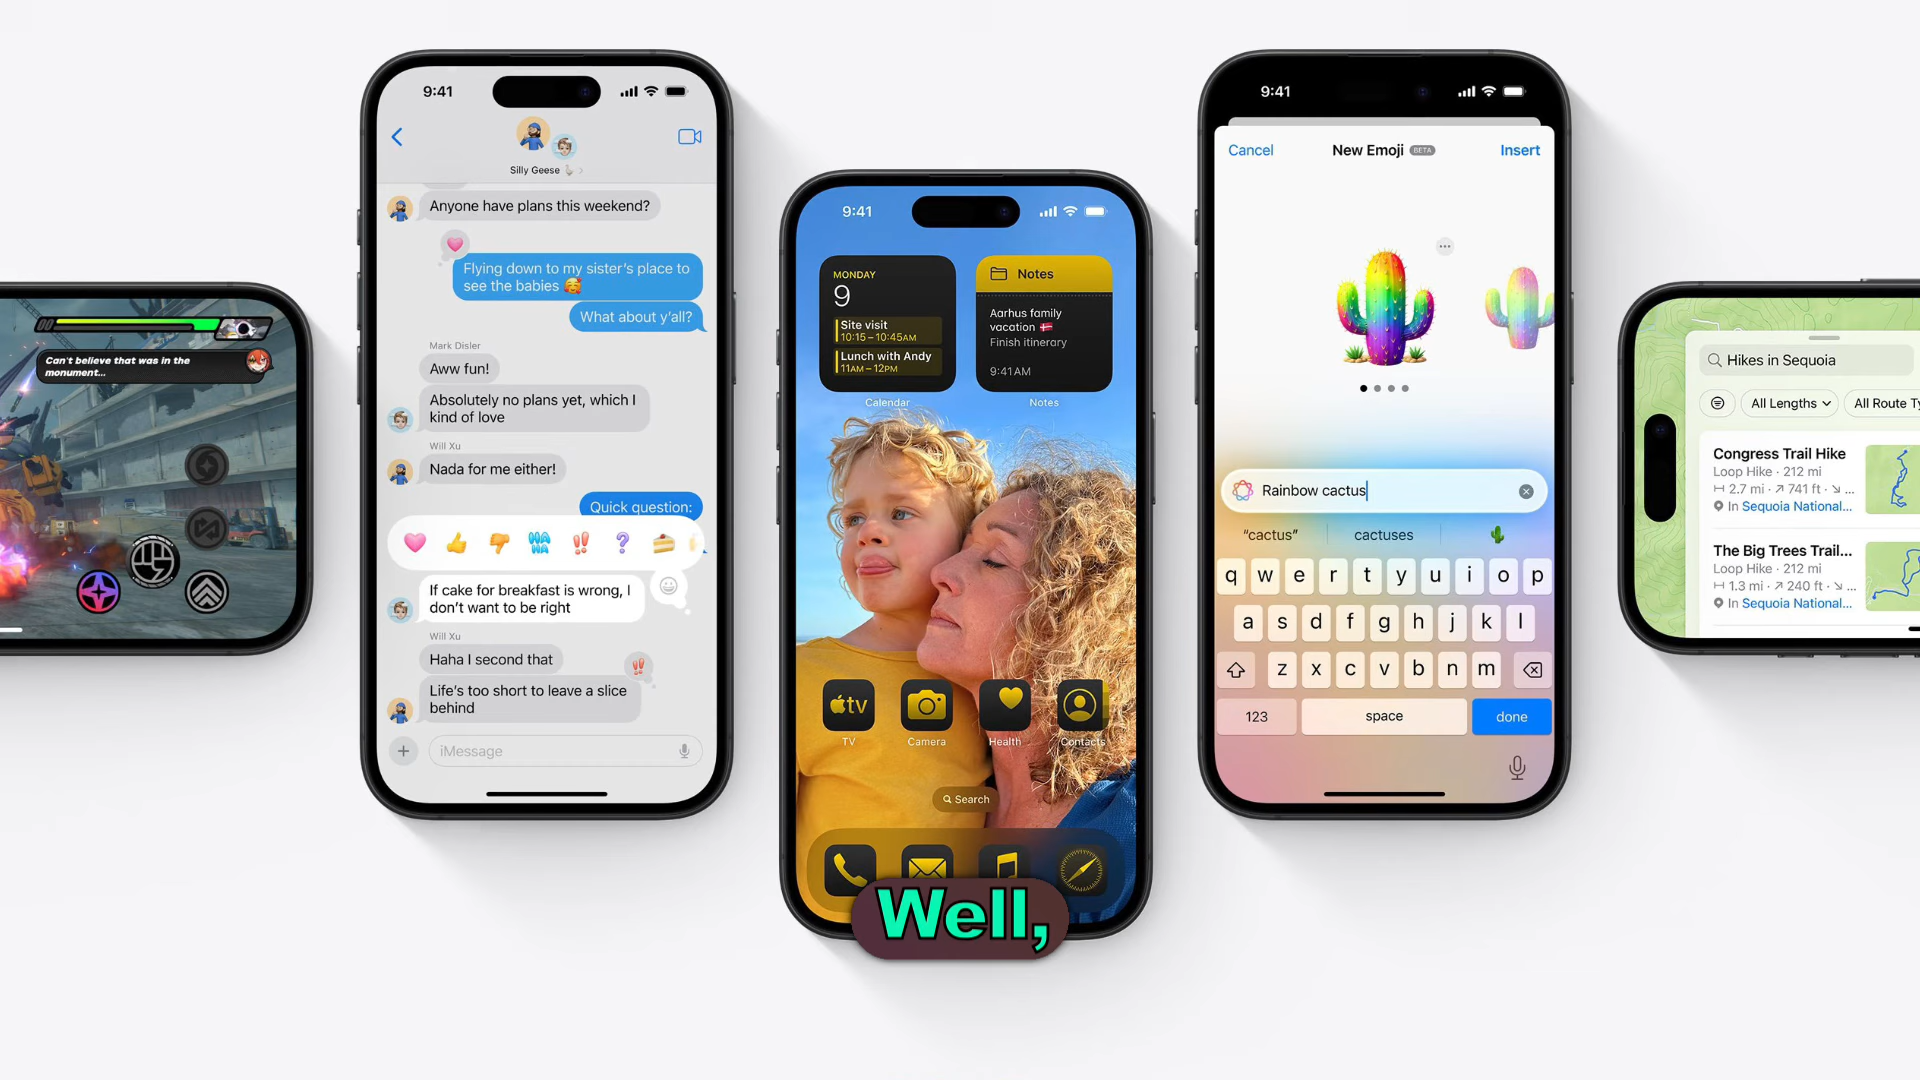 Can't believe that was in the
monument...
9:41
Silly Geese
Anyone have plans this weekend?
Flying down to my sister's place to
see the babies 🥰
What about y'all?
Mark Disler
Aww fun!
Absolutely no plans yet, which I
kind of love
Will Xu
Nada for me either!
Quick question:
HA HA
!!
?
If cake for breakfast is wrong, I
don't want to be right
Will Xu
Haha I second that
!!
Life's too short to leave a slice
behind
iMessage
9:41
MONDAY
9
Site visit
10:15 – 10:45AM
Lunch with Andy
11AM – 12PM
Calendar
Notes
Aarhus family
vacation 🇩🇰
Finish itinerary
9:41 AM
Notes
tv
TV
Camera
Health
Contacts
Search
Well,
9:41
Cancel
New Emoji BETA
Insert
Rainbow cactus
"cactus" cactuses
q w e r t y u i o p
a s d f g h j k l
z x c v b n m
123 space done
Hikes in Sequoia
All Lengths
All Route Ty
Congress Trail Hike
Loop Hike · 212 mi
2.7 mi · ↗ 741 ft · ↘ ...
In Sequoia National...
The Big Trees Trail...
Loop Hike · 212 mi
1.3 mi · ↗ 240 ft · ↘ ...
In Sequoia National...